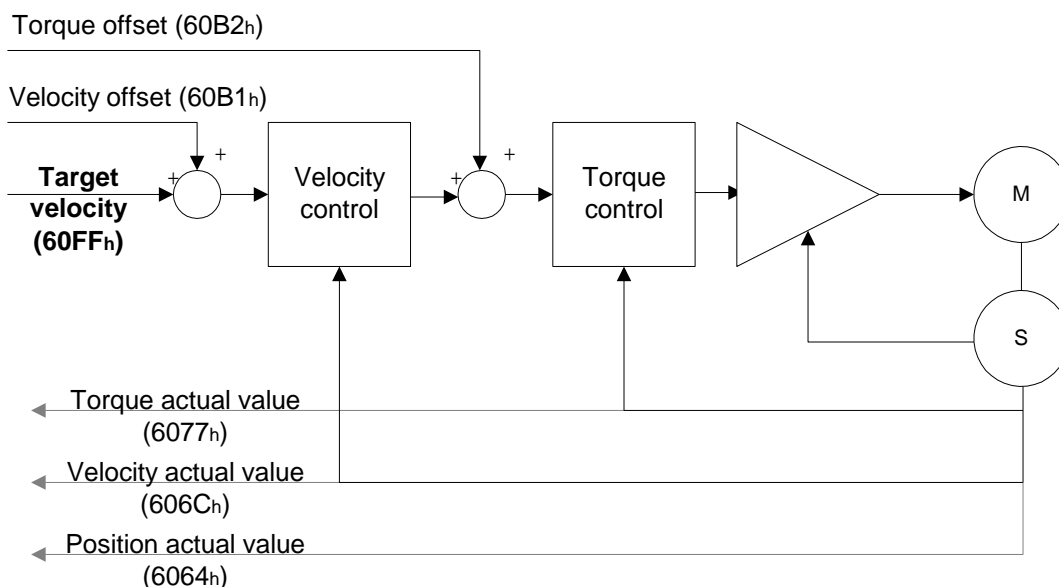 Torque offset (60B2h)
Velocity offset (60B1h)
+
+
Target
velocity
(60FFh)
Velocity
control
+
+
Torque
control
M
S
Torque actual value
(6077h)
Velocity actual value
(606Ch)
Position actual value
(6064h)